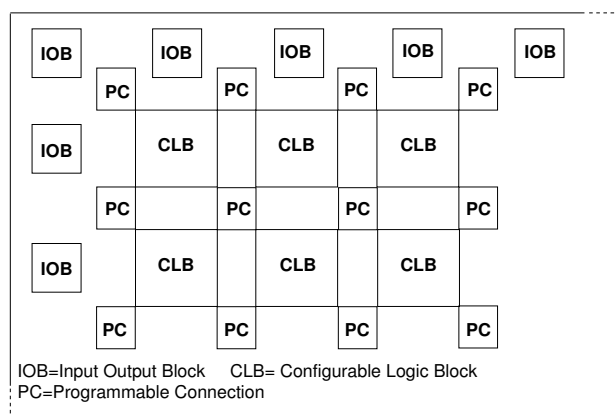 IOB IOB IOB IOB IOB
PC PC PC PC
IOB CLB CLB CLB
PC PC PC PC
IOB CLB CLB CLB
PC PC PC PC
IOB=Input Output Block CLB= Configurable Logic Block
PC=Programmable Connection